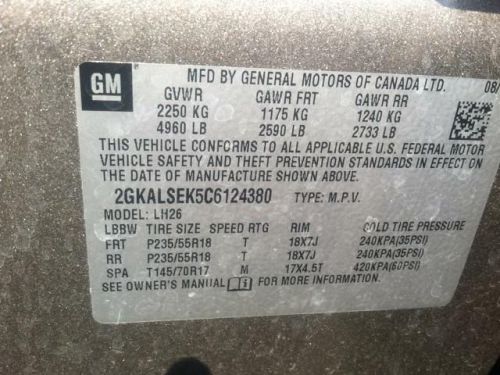 GM
MFD BY GENERAL MOTORS OF CANADA LTD. 08/
GVWR GAWR FRT GAWR RR
2250 KG 1175 KG 1240 KG
4960 LB 2590 LB 2733 LB
THIS VEHICLE CONFORMS TO ALL APPLICABLE U.S. FEDERAL MOTOR
VEHICLE SAFETY AND THEFT PREVENTION STANDARDS IN EFFECT ON
THE DATE OF MANUFACTURE SHOWN ABOVE.
2GKALSEK5C6124380 TYPE: M.P.V.
MODEL: LH26
LBBW TIRE SIZE SPEED RTG RIM COLD TIRE PRESSURE
FRT P235/55R18 T 18X7J 240KPA(35PSI)
RR P235/55R18 T 18X7J 240KPA(35PSI)
SPA T145/70R17 M 17X4.5T 420KPA(60PSI)
SEE OWNER'S MANUAL FOR MORE INFORMATION.